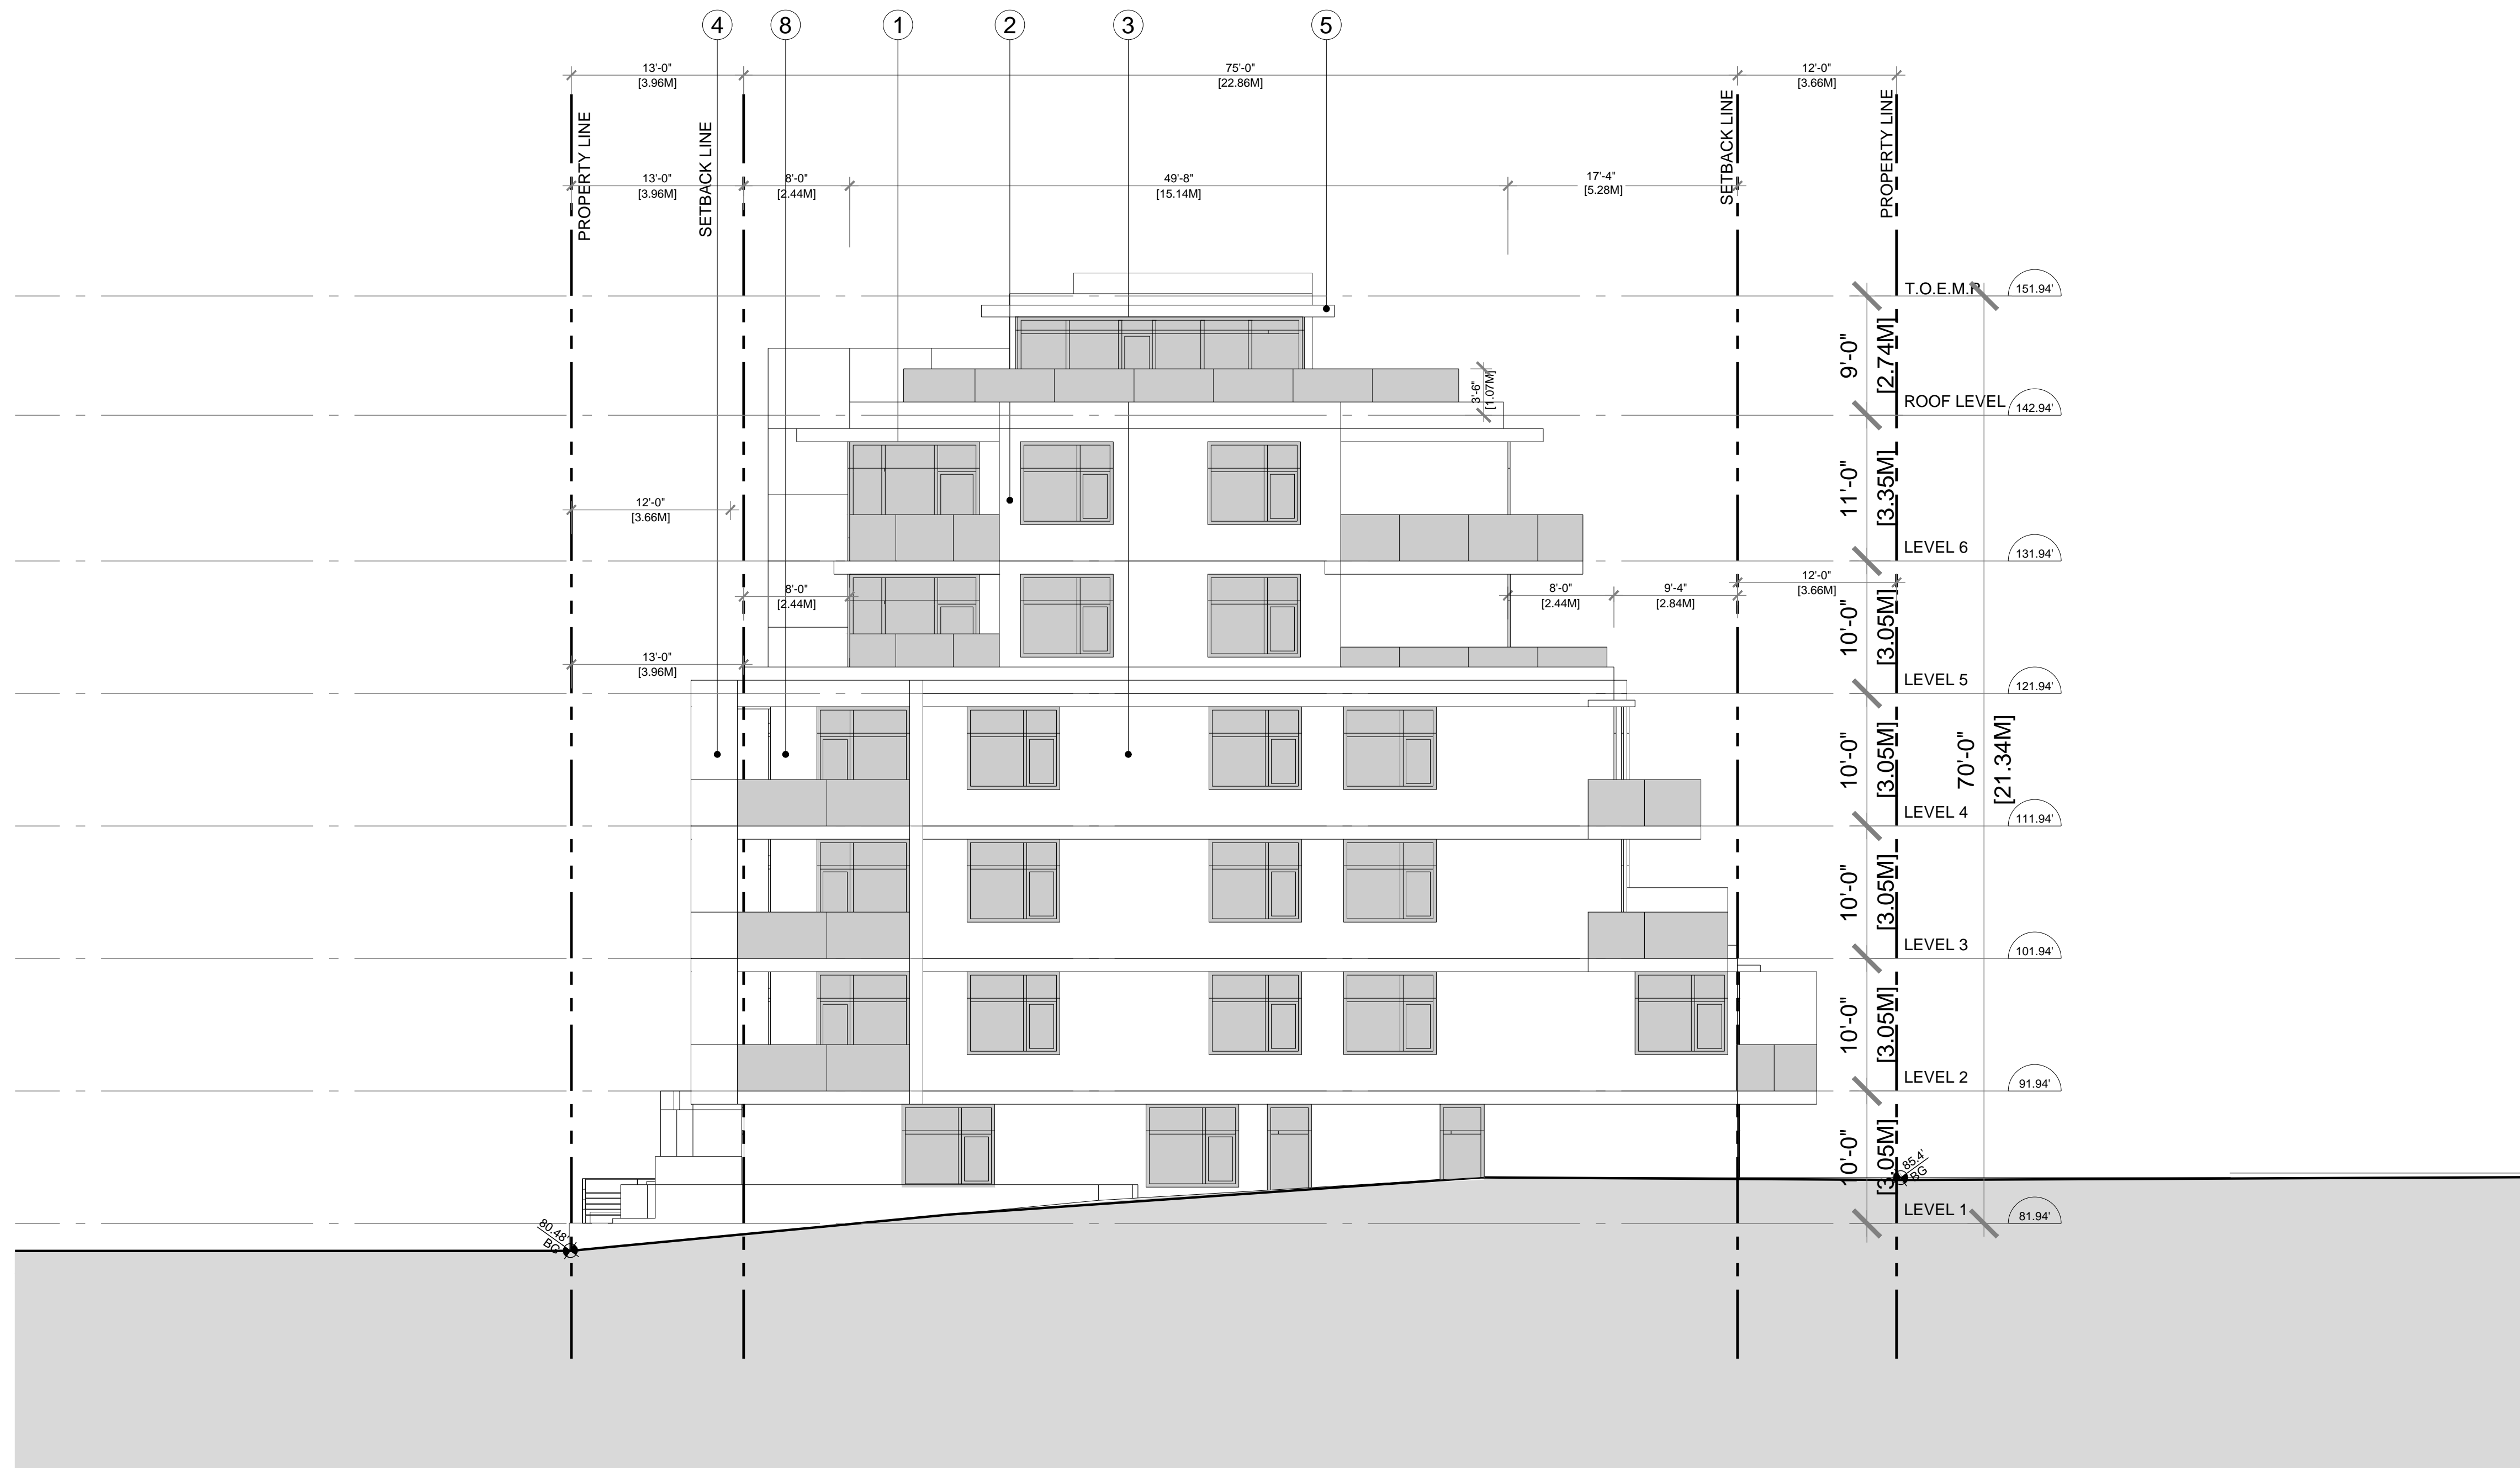 4 8 1 2 3 5
13'-0" 75'-0" 12'-0"
[3.96M] [22.86M] [3.66M]
PROPERTY LINE
SETBACK LINE
SETBACK LINE
PROPERTY LINE
13'-0" 8'-0" 49'-8" 17'-4"
[3.96M] [2.44M] [15.14M] [5.28M]
T.O.E.M.R 151.94'
9'-0"
[2.74M]
3'-6"
[1.07M]
ROOF LEVEL 142.94'
11'-0"
[3.35M]
12'-0"
[3.66M]
LEVEL 6 131.94'
8'-0"
[2.44M]
8'-0"
[2.44M]
9'-4"
[2.84M]
12'-0"
[3.66M]
10'-0"
[3.05M]
13'-0"
[3.96M]
LEVEL 5 121.94'
10'-0"
[3.05M]
70'-0"
[21.34M]
LEVEL 4 111.94'
10'-0"
[3.05M]
LEVEL 3 101.94'
10'-0"
[3.05M]
LEVEL 2 91.94'
10'-0"
[3.05M]
85.4'
BG
LEVEL 1 81.94'
80.48'
BG